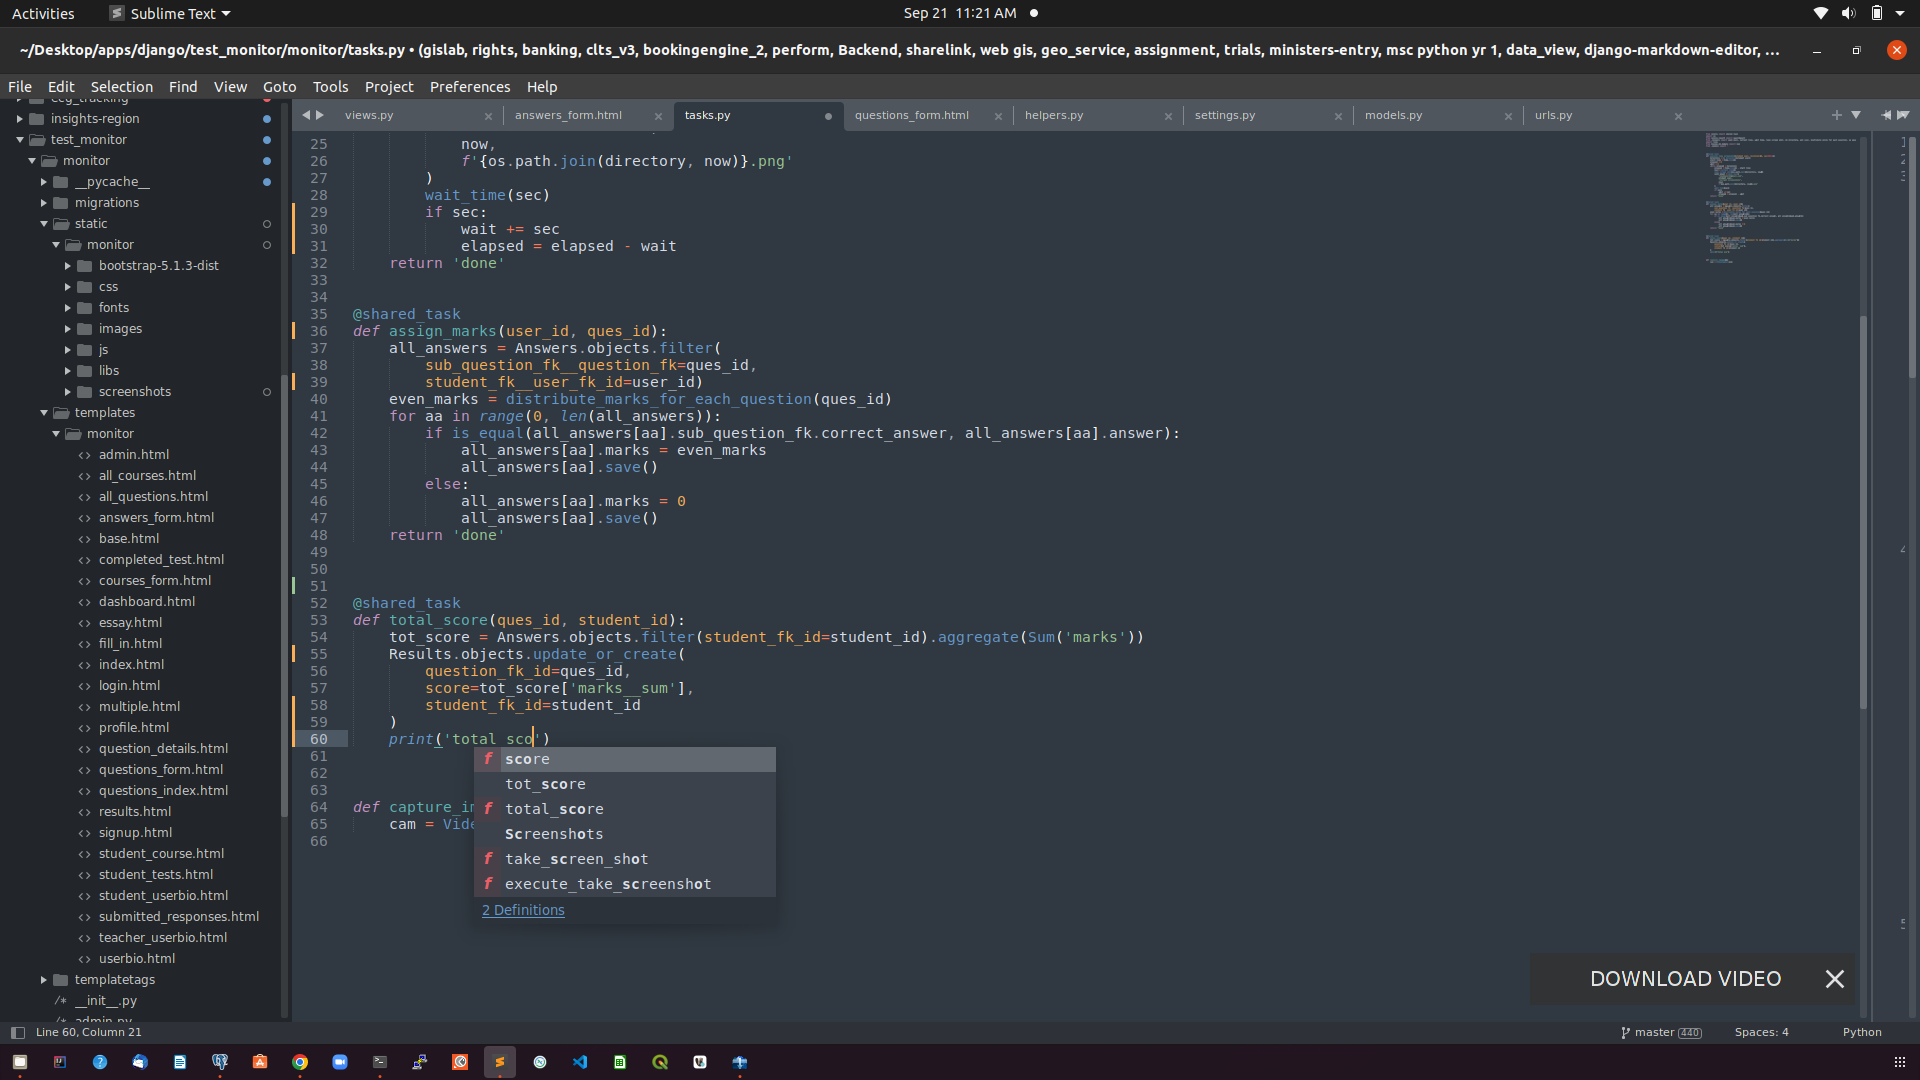 Activities
Sublime Text
Sep 21 11:21 AM
~/Desktop/apps/django/test_monitor/monitor/tasks.py • (gislab, rights, banking, clts_v3, bookingengine_2, perform, Backend, sharelink, web gis, geo_service, assignment, trials, ministers-entry, msc python yr 1, data_view, django-markdown-editor, ...
File Edit Selection Find View Goto Tools Project Preferences Help
views.py
answers_form.html
tasks.py
questions_form.html
helpers.py
settings.py
models.py
urls.py
insights-region
test_monitor
monitor
__pycache__
migrations
static
monitor
bootstrap-5.1.3-dist
css
fonts
images
js
libs
screenshots
templates
monitor
admin.html
all_courses.html
all_questions.html
answers_form.html
base.html
completed_test.html
courses_form.html
dashboard.html
essay.html
fill_in.html
index.html
login.html
multiple.html
profile.html
question_details.html
questions_form.html
questions_index.html
results.html
signup.html
student_course.html
student_tests.html
student_userbio.html
submitted_responses.html
teacher_userbio.html
userbio.html
templatetags
__init__.py
25 now,
26 f'{os.path.join(directory, now)}.png'
27 )
28 wait_time(sec)
29 if sec:
30 wait += sec
31 elapsed = elapsed - wait
32 return 'done'
33
34
35 @shared_task
36 def assign_marks(user_id, ques_id):
37 all_answers = Answers.objects.filter(
38 sub_question_fk__question_fk=ques_id,
39 student_fk__user_fk_id=user_id)
40 even_marks = distribute_marks_for_each_question(ques_id)
41 for aa in range(0, len(all_answers)):
42 if is_equal(all_answers[aa].sub_question_fk.correct_answer, all_answers[aa].answer):
43 all_answers[aa].marks = even_marks
44 all_answers[aa].save()
45 else:
46 all_answers[aa].marks = 0
47 all_answers[aa].save()
48 return 'done'
49
50
51
52 @shared_task
53 def total_score(ques_id, student_id):
54 tot_score = Answers.objects.filter(student_fk_id=student_id).aggregate(Sum('marks'))
55 Results.objects.update_or_create(
56 question_fk_id=ques_id,
57 score=tot_score['marks__sum'],
58 student_fk_id=student_id
59 )
60 print('total sco')
61
62
63
64 def capture_i
65 cam = Vide
66
f score
tot_score
f total_score
Screenshots
f take_screen_shot
f execute_take_screenshot
2 Definitions
DOWNLOAD VIDEO
Line 60, Column 21
master 440
Spaces: 4
Python